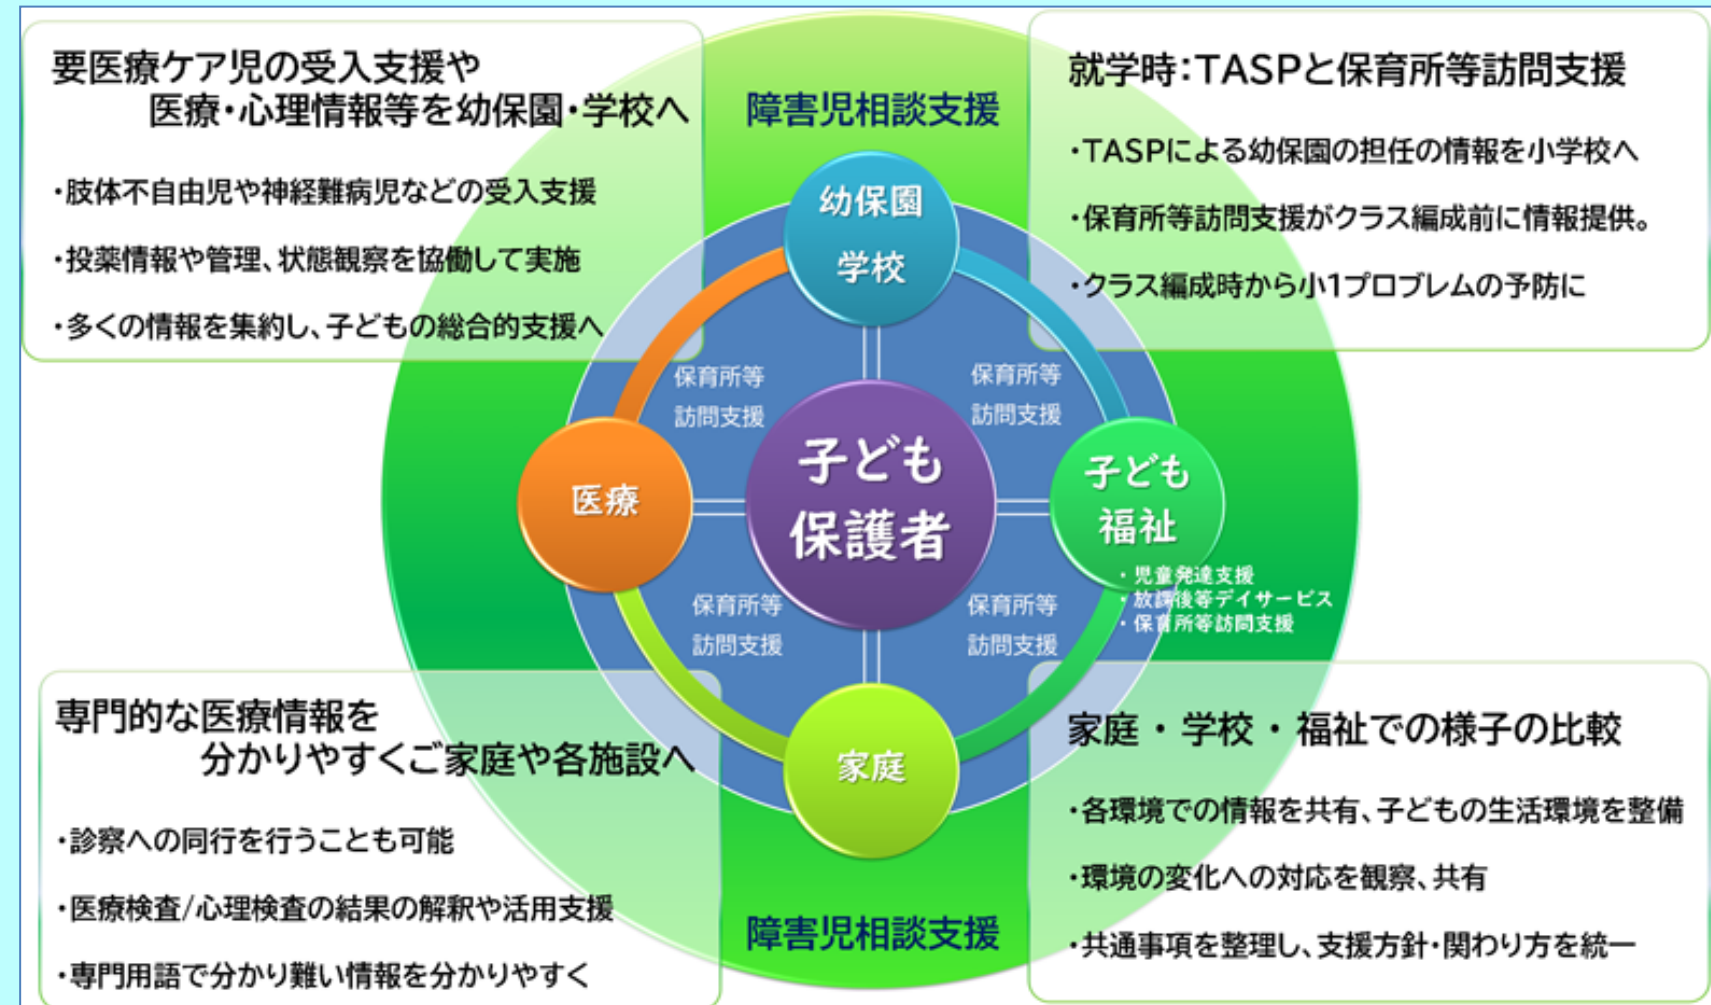 要医療ケア児の受入支援や
医療・心理情報等を幼保園・学校へ
・肢体不自由児や神経難病児などの受入支援
・投薬情報や管理、状態観察を協働して実施
・多くの情報を集約し、子どもの総合的支援へ
障害児相談支援
就学時：TASPと保育所等訪問支援
・TASPによる幼保園の担任の情報を小学校へ
・保育所等訪問支援がクラス編成前に情報提供。
・クラス編成時から小1プロブレムの予防に
幼保園
学校
保育所等
訪問支援
保育所等
訪問支援
医療
子ども
保護者
子ども
福祉
・児童発達支援
・放課後等デイサービス
・保育所等訪問支援
保育所等
訪問支援
保育所等
訪問支援
家庭
専門的な医療情報を
分かりやすくご家庭や各施設へ
・診察への同行を行うことも可能
・医療検査/心理検査の結果の解釈や活用支援
・専門用語で分かり難い情報を分かりやすく
障害児相談支援
家庭・学校・福祉での様子の比較
・各環境での情報を共有、子どもの生活環境を整備
・環境の変化への対応を観察、共有
・共通事項を整理し、支援方針・関わり方を統一